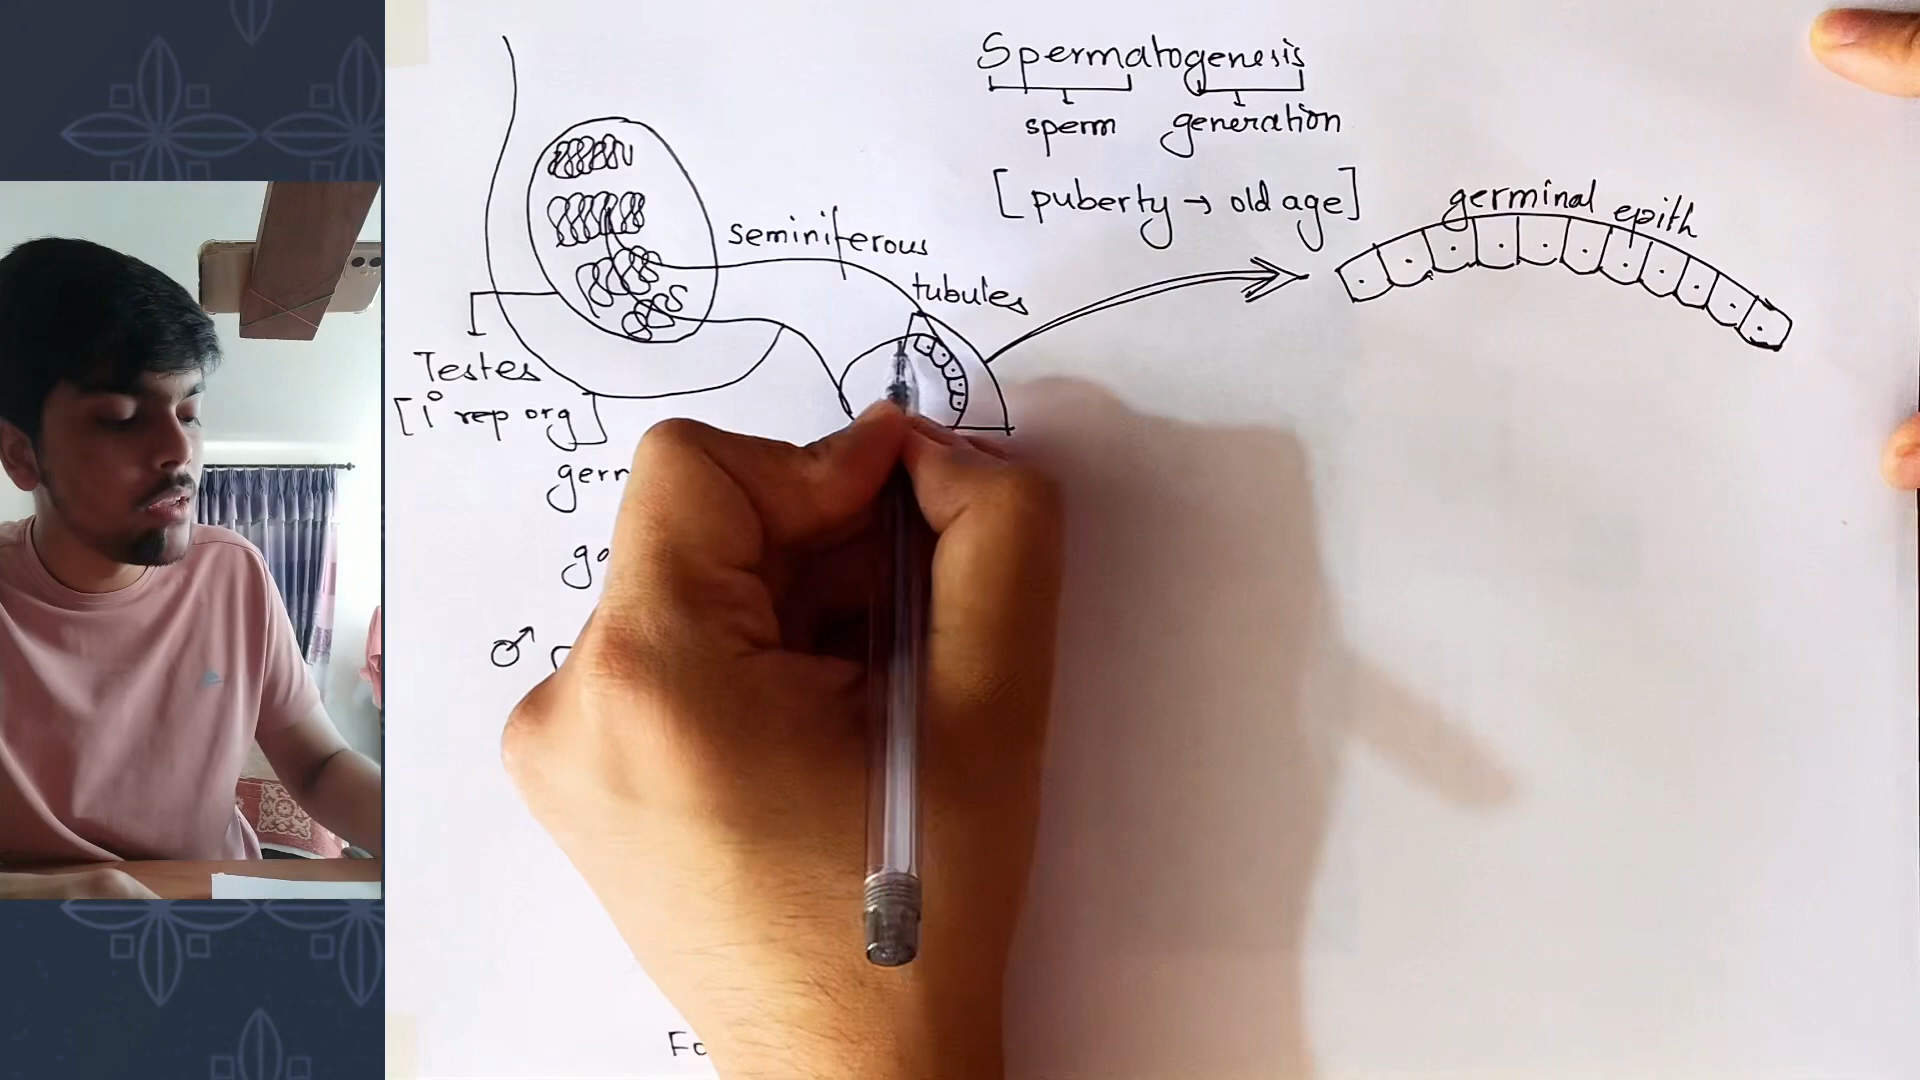 Spermatogenesis
sperm generation
[puberty → old age]
germinal epith
seminiferous
tubules
Testes
[1° rep org]
♂